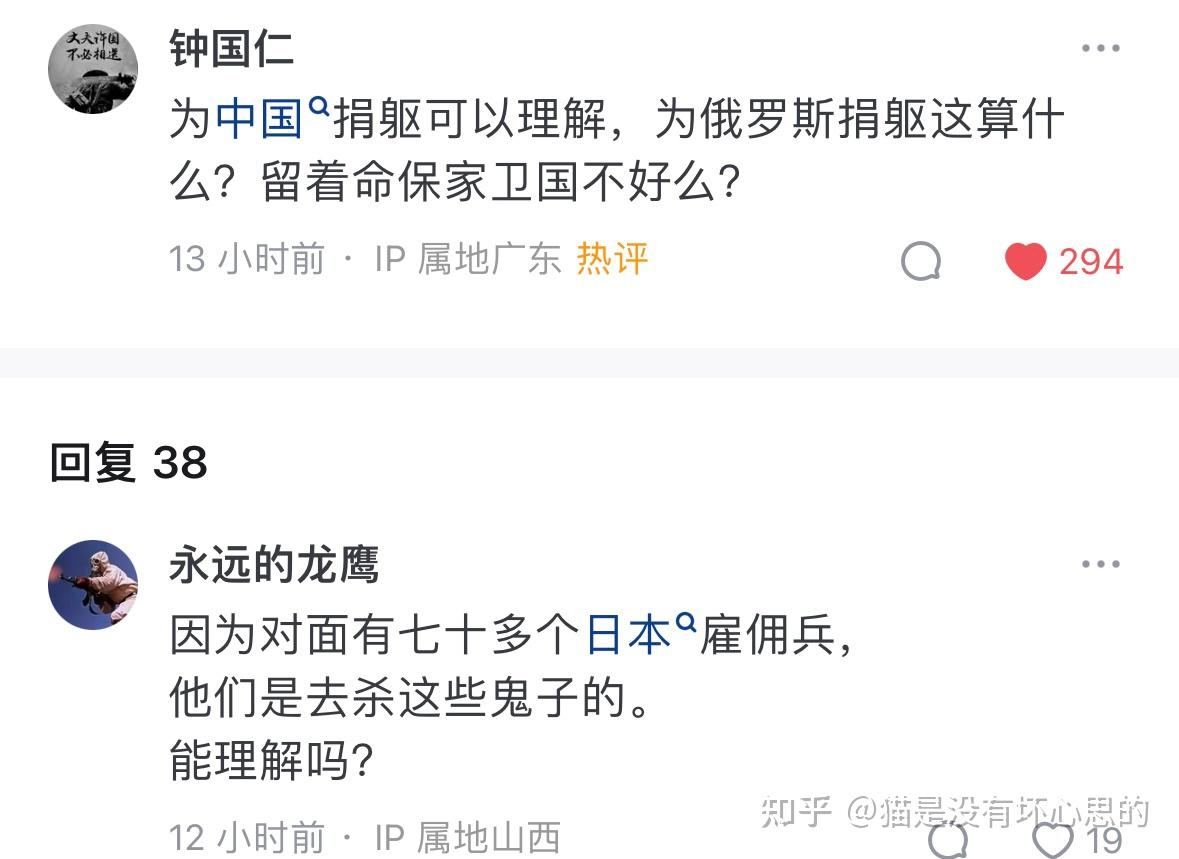 丈夫许国
不必相送
钟国仁
为中国捐躯可以理解，为俄罗斯捐躯这算什
么？留着命保家卫国不好么？
13 小时前 · IP 属地广东 热评
294
回复 38
永远的龙鹰
因为对面有七十多个日本雇佣兵，
他们是去杀这些鬼子的。
能理解吗？
12 小时前 · IP 属地山西
19
知乎 @猫是没有坏心思的